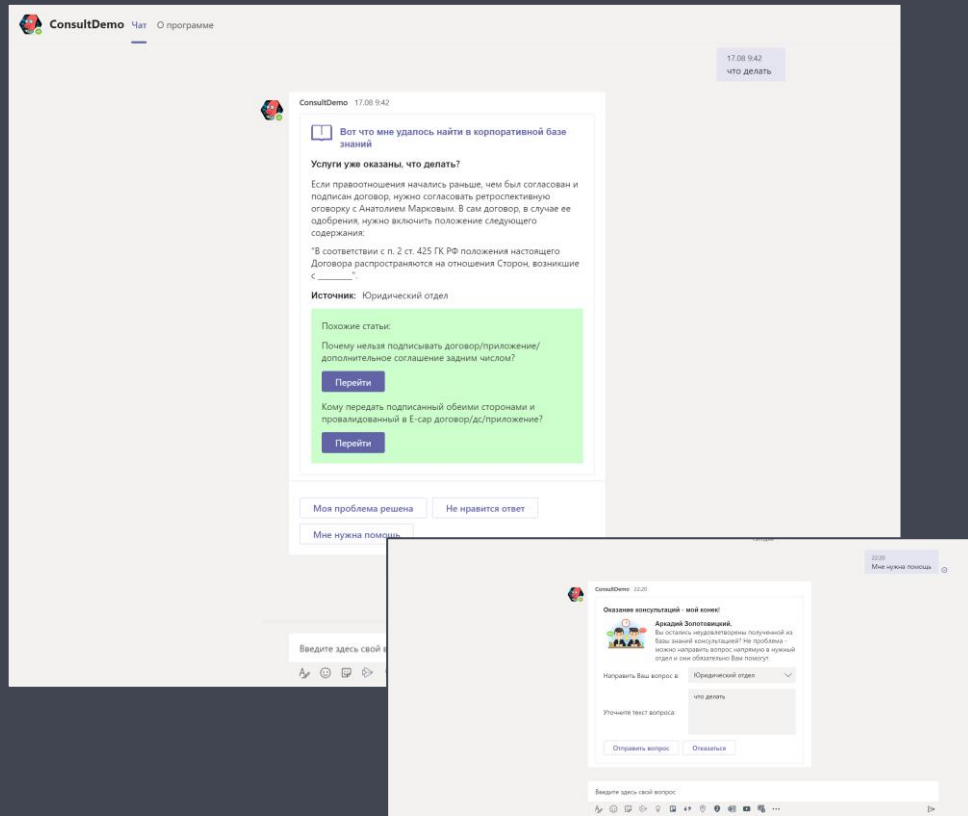 ConsultDemo Чат О программе
17.08 9:42
что делать
ConsultDemo 17.08 9:42
Вот что мне удалось найти в корпоративной базе
знаний
Услуги уже оказаны, что делать?
Если правоотношения начались раньше, чем был согласован и
подписан договор, нужно согласовать ретроспективную
оговорку с Анатолием Марковым. В сам договор, в случае ее
одобрения, нужно включить положение следующего
содержания:
"В соответствии с п. 2 ст. 425 ГК РФ положения настоящего
Договора распространяются на отношения Сторон, возникшие
с ________".
Источник: Юридический отдел
Похожие статьи:
Почему нельзя подписывать договор/приложение/
дополнительное соглашение задним числом?
Перейти
Кому передать подписанный обеими сторонами и
провалидованный в E-cap договор/дс/приложение?
Перейти
Моя проблема решена Не нравится ответ
Мне нужна помощь
Введите здесь свой в
22:20
Мне нужна помощь
ConsultDemo 22:20
Оказание консультаций - мой конек!
Аркадий Золотовицкий.
Вы остались неудовлетворены полученной из
базы знаний консультацией? Не проблема -
можно направить вопрос напрямую в нужный
отдел и они обязательно Вам помогут.
Направить Ваш вопрос в: Юридический отдел
что делать
Уточните текст вопроса:
Отправить вопрос Отказаться
Введите здесь свой вопрос